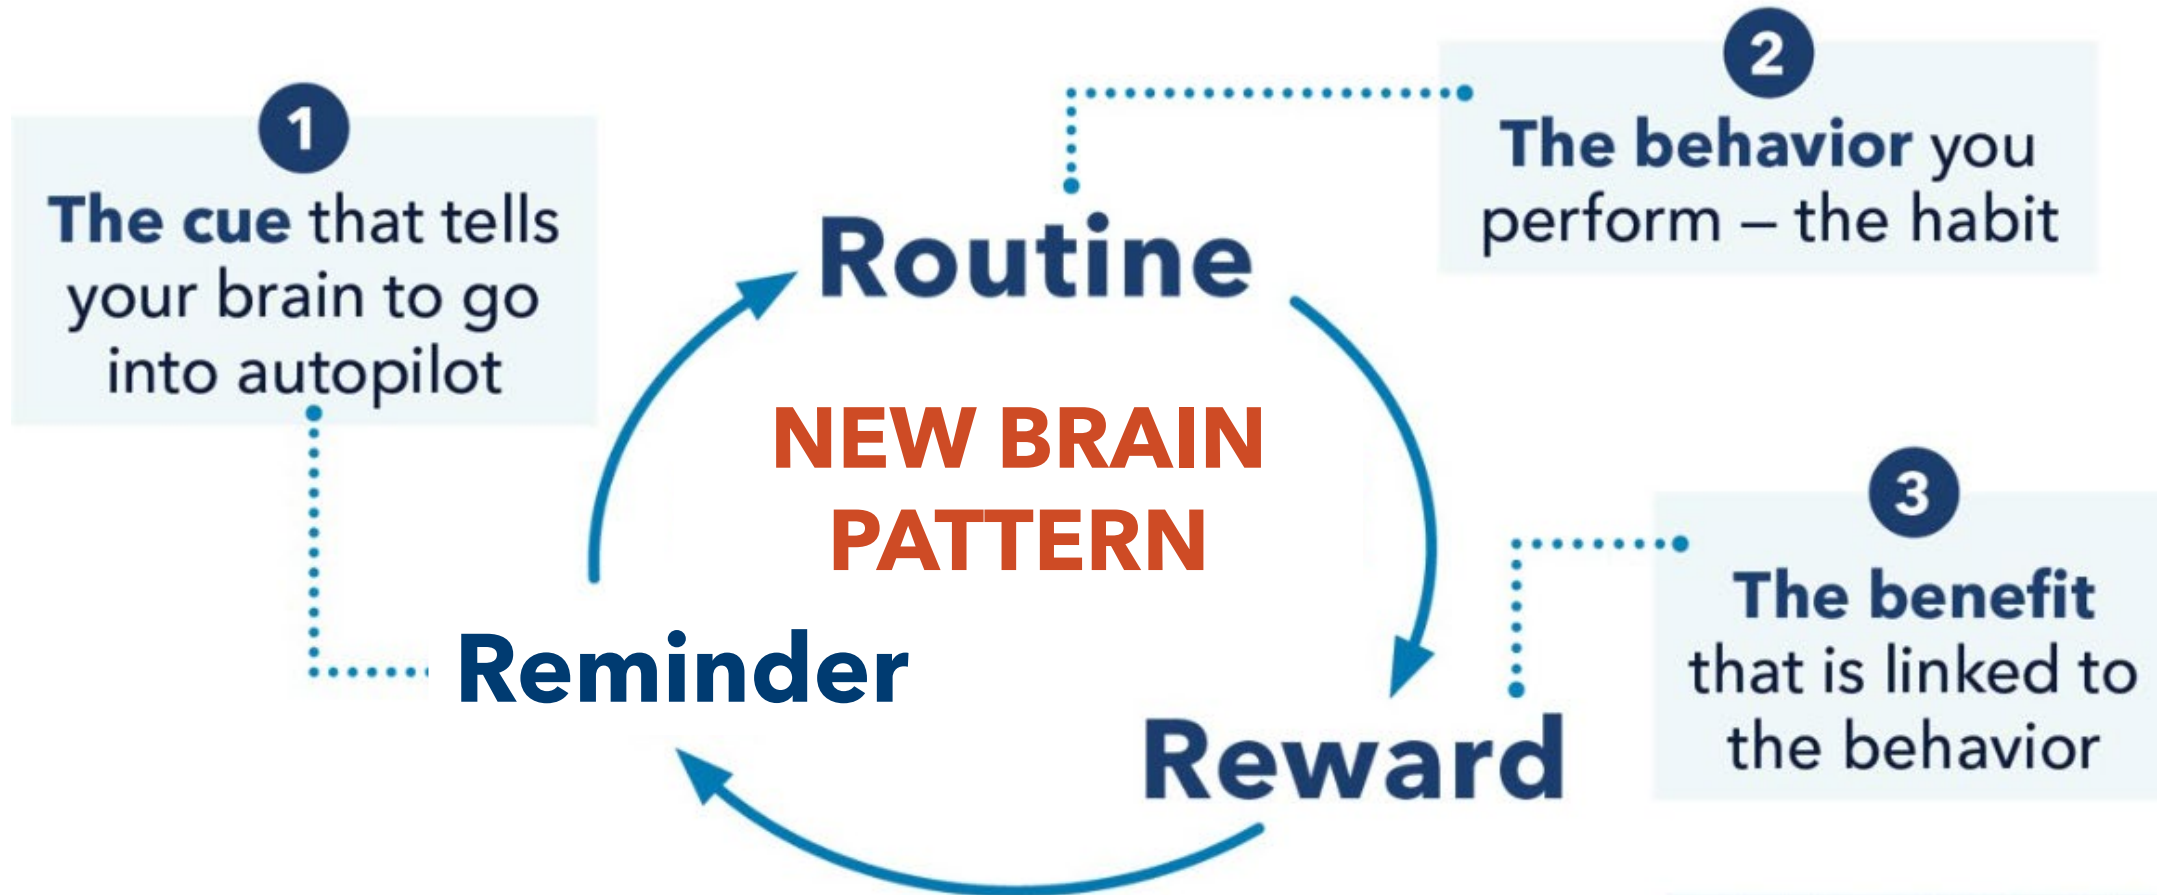 1
The cue that tells
your brain to go
into autopilot
2
The behavior you
perform – the habit
Routine
NEW BRAIN
PATTERN
Reminder
3
The benefit
that is linked to
the behavior
Reward